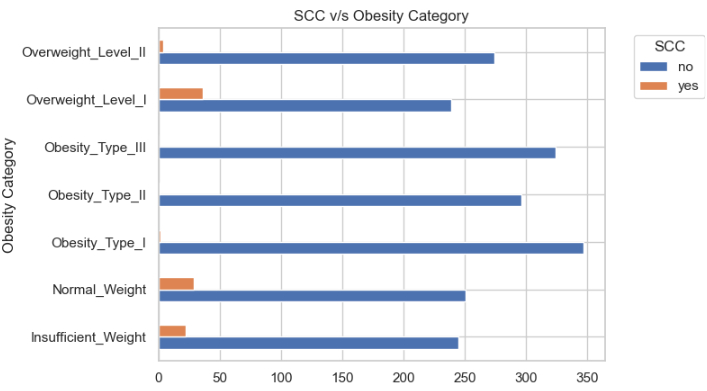 SCC v/s Obesity Category
SCC
no
yes
Obesity Category
Overweight_Level_II
Overweight_Level_I
Obesity_Type_III
Obesity_Type_II
Obesity_Type_I
Normal_Weight
Insufficient_Weight
0 50 100 150 200 250 300 350